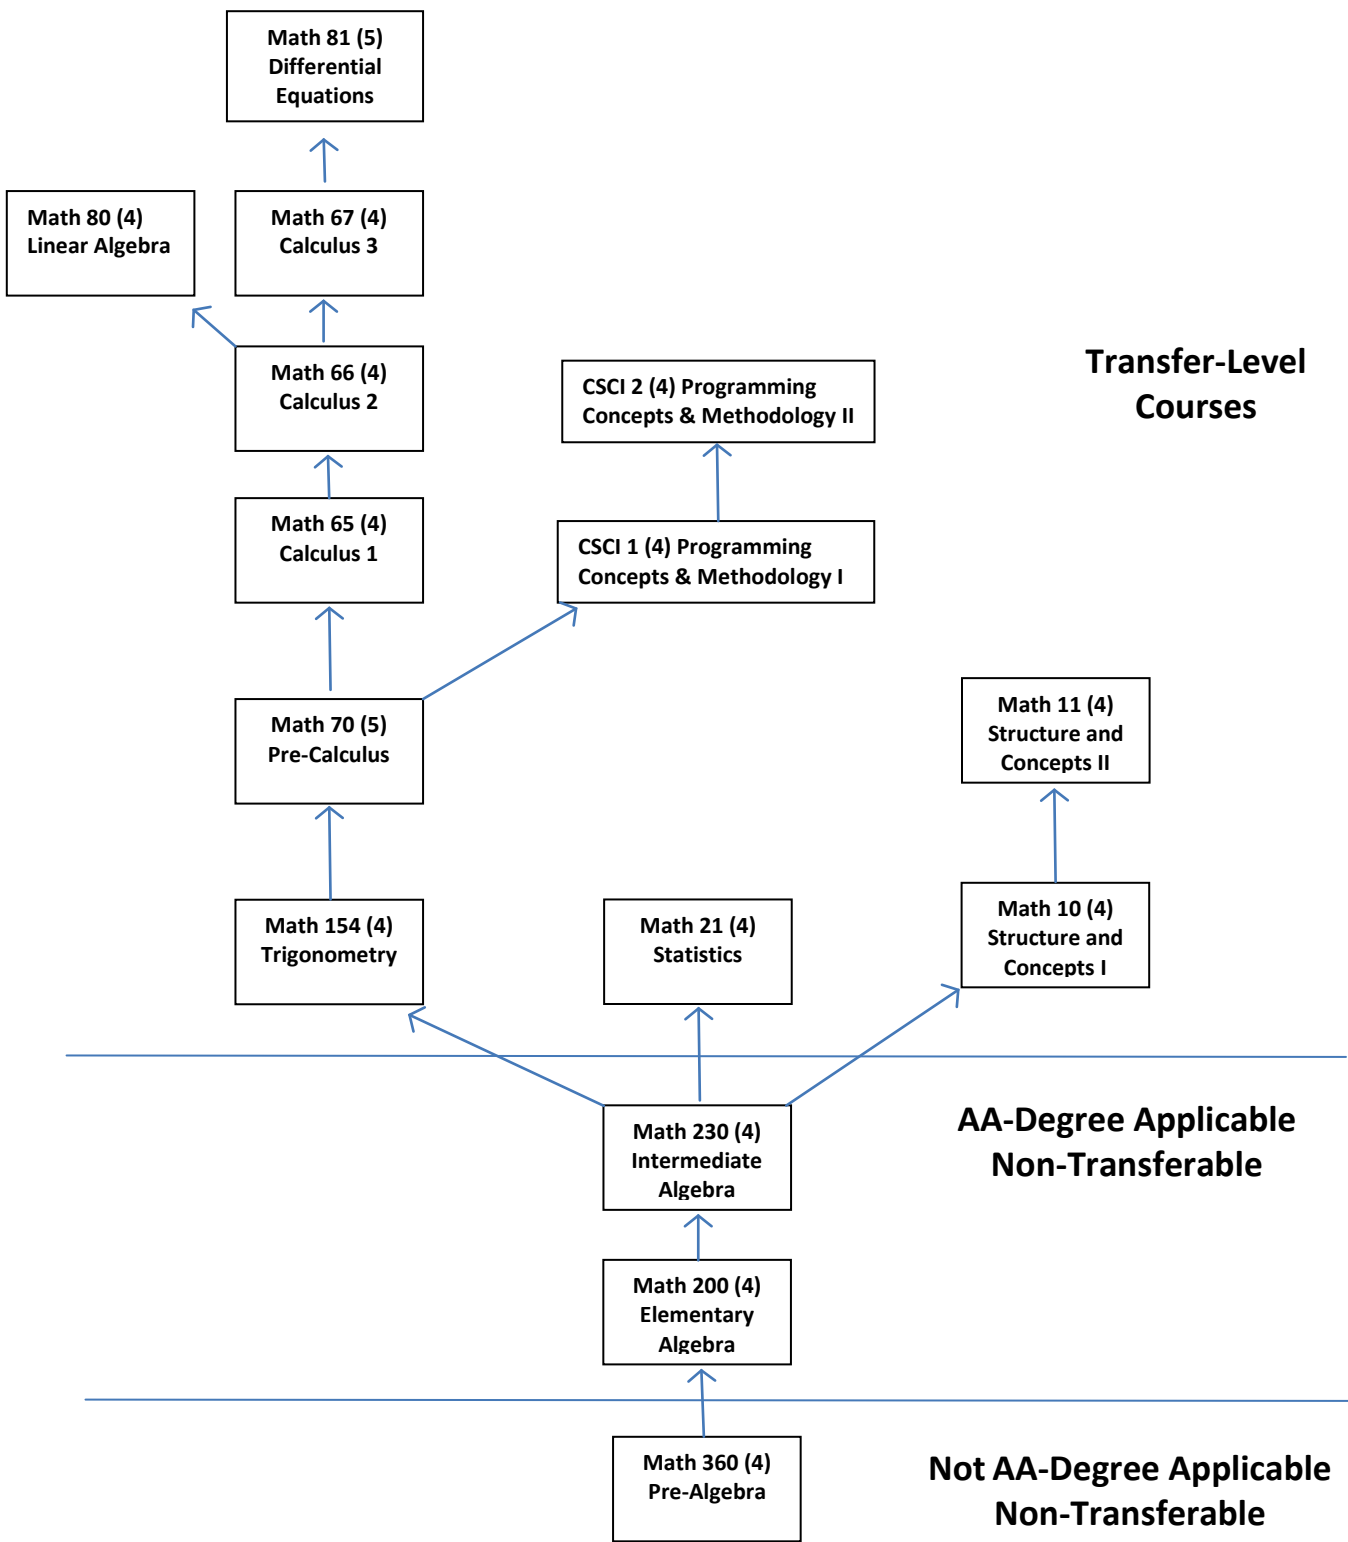 Math 81 (5)
Differential
Equations
Math 80 (4)
Linear Algebra
Math 67 (4)
Calculus 3
Math 66 (4)
Calculus 2
CSCI 2 (4) Programming
Concepts & Methodology II
Transfer-Level
Courses
Math 65 (4)
Calculus 1
CSCI 1 (4) Programming
Concepts & Methodology I
Math 70 (5)
Pre-Calculus
Math 11 (4)
Structure and
Concepts II
Math 154 (4)
Trigonometry
Math 21 (4)
Statistics
Math 10 (4)
Structure and
Concepts I
Math 230 (4)
Intermediate
Algebra
AA-Degree Applicable
Non-Transferable
Math 200 (4)
Elementary
Algebra
Math 360 (4)
Pre-Algebra
Not AA-Degree Applicable
Non-Transferable